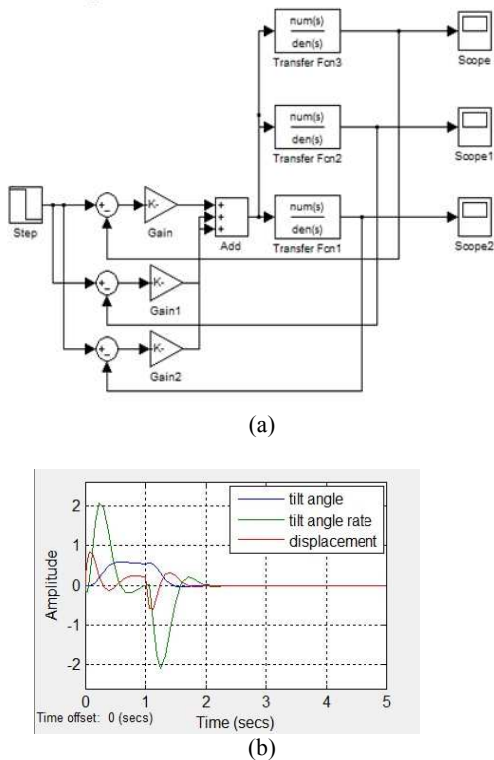 num(s)
den(s)
Transfer Fcn3
Scope
num(s)
den(s)
Transfer Fcn2
Scope1
Step
+
-
K-
Gain
+
+
+
Add
num(s)
den(s)
Transfer Fcn1
Scope2
+
-
K-
Gain1
+
-
K-
Gain2
(a)
tilt angle
tilt angle rate
displacement
Amplitude
2
1
0
-1
-2
0 1 2 3 4 5
Time offset: 0 (secs)
Time (secs)
(b)